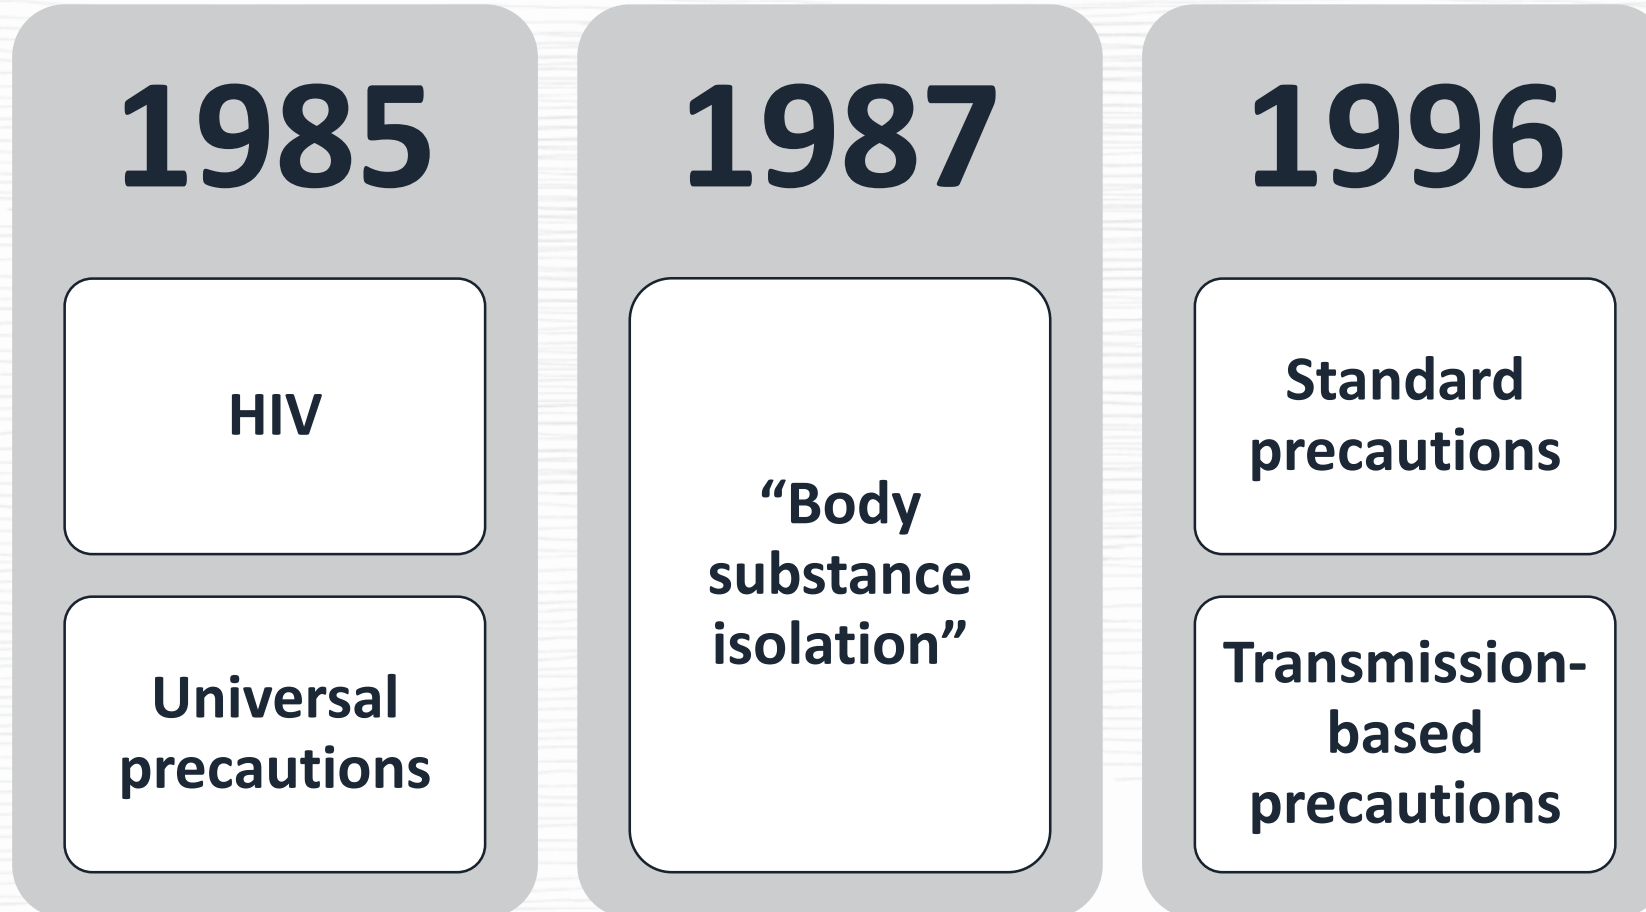 1985
HIV
Universal
precautions
1987
“Body
substance
isolation”
1996
Standard
precautions
Transmission-
based
precautions